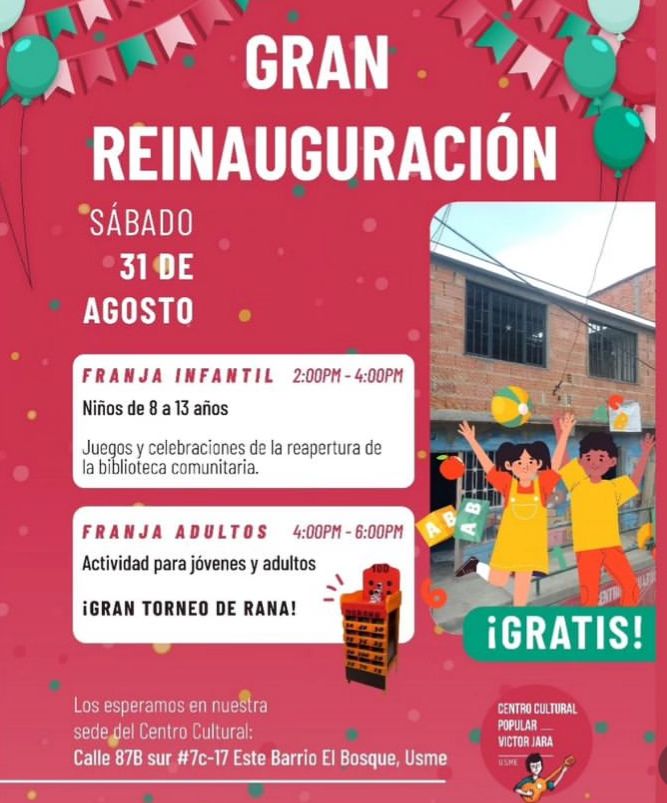 GRAN
REINAUGURACIÓN
SÁBADO
31 DE
AGOSTO
FRANJA INFANTIL 2:00PM - 4:00PM
Niños de 8 a 13 años
Juegos y celebraciones de la reapertura de
la biblioteca comunitaria.
FRANJA ADULTOS 4:00PM - 6:00PM
Actividad para jóvenes y adultos
¡GRAN TORNEO DE RANA!
A B
A B
¡GRATIS!
Los esperamos en nuestra
sede del Centro Cultural:
Calle 87B sur #7c-17 Este Barrio El Bosque, Usme
CENTRO CULTURAL
POPULAR
VICTOR JARA
USME